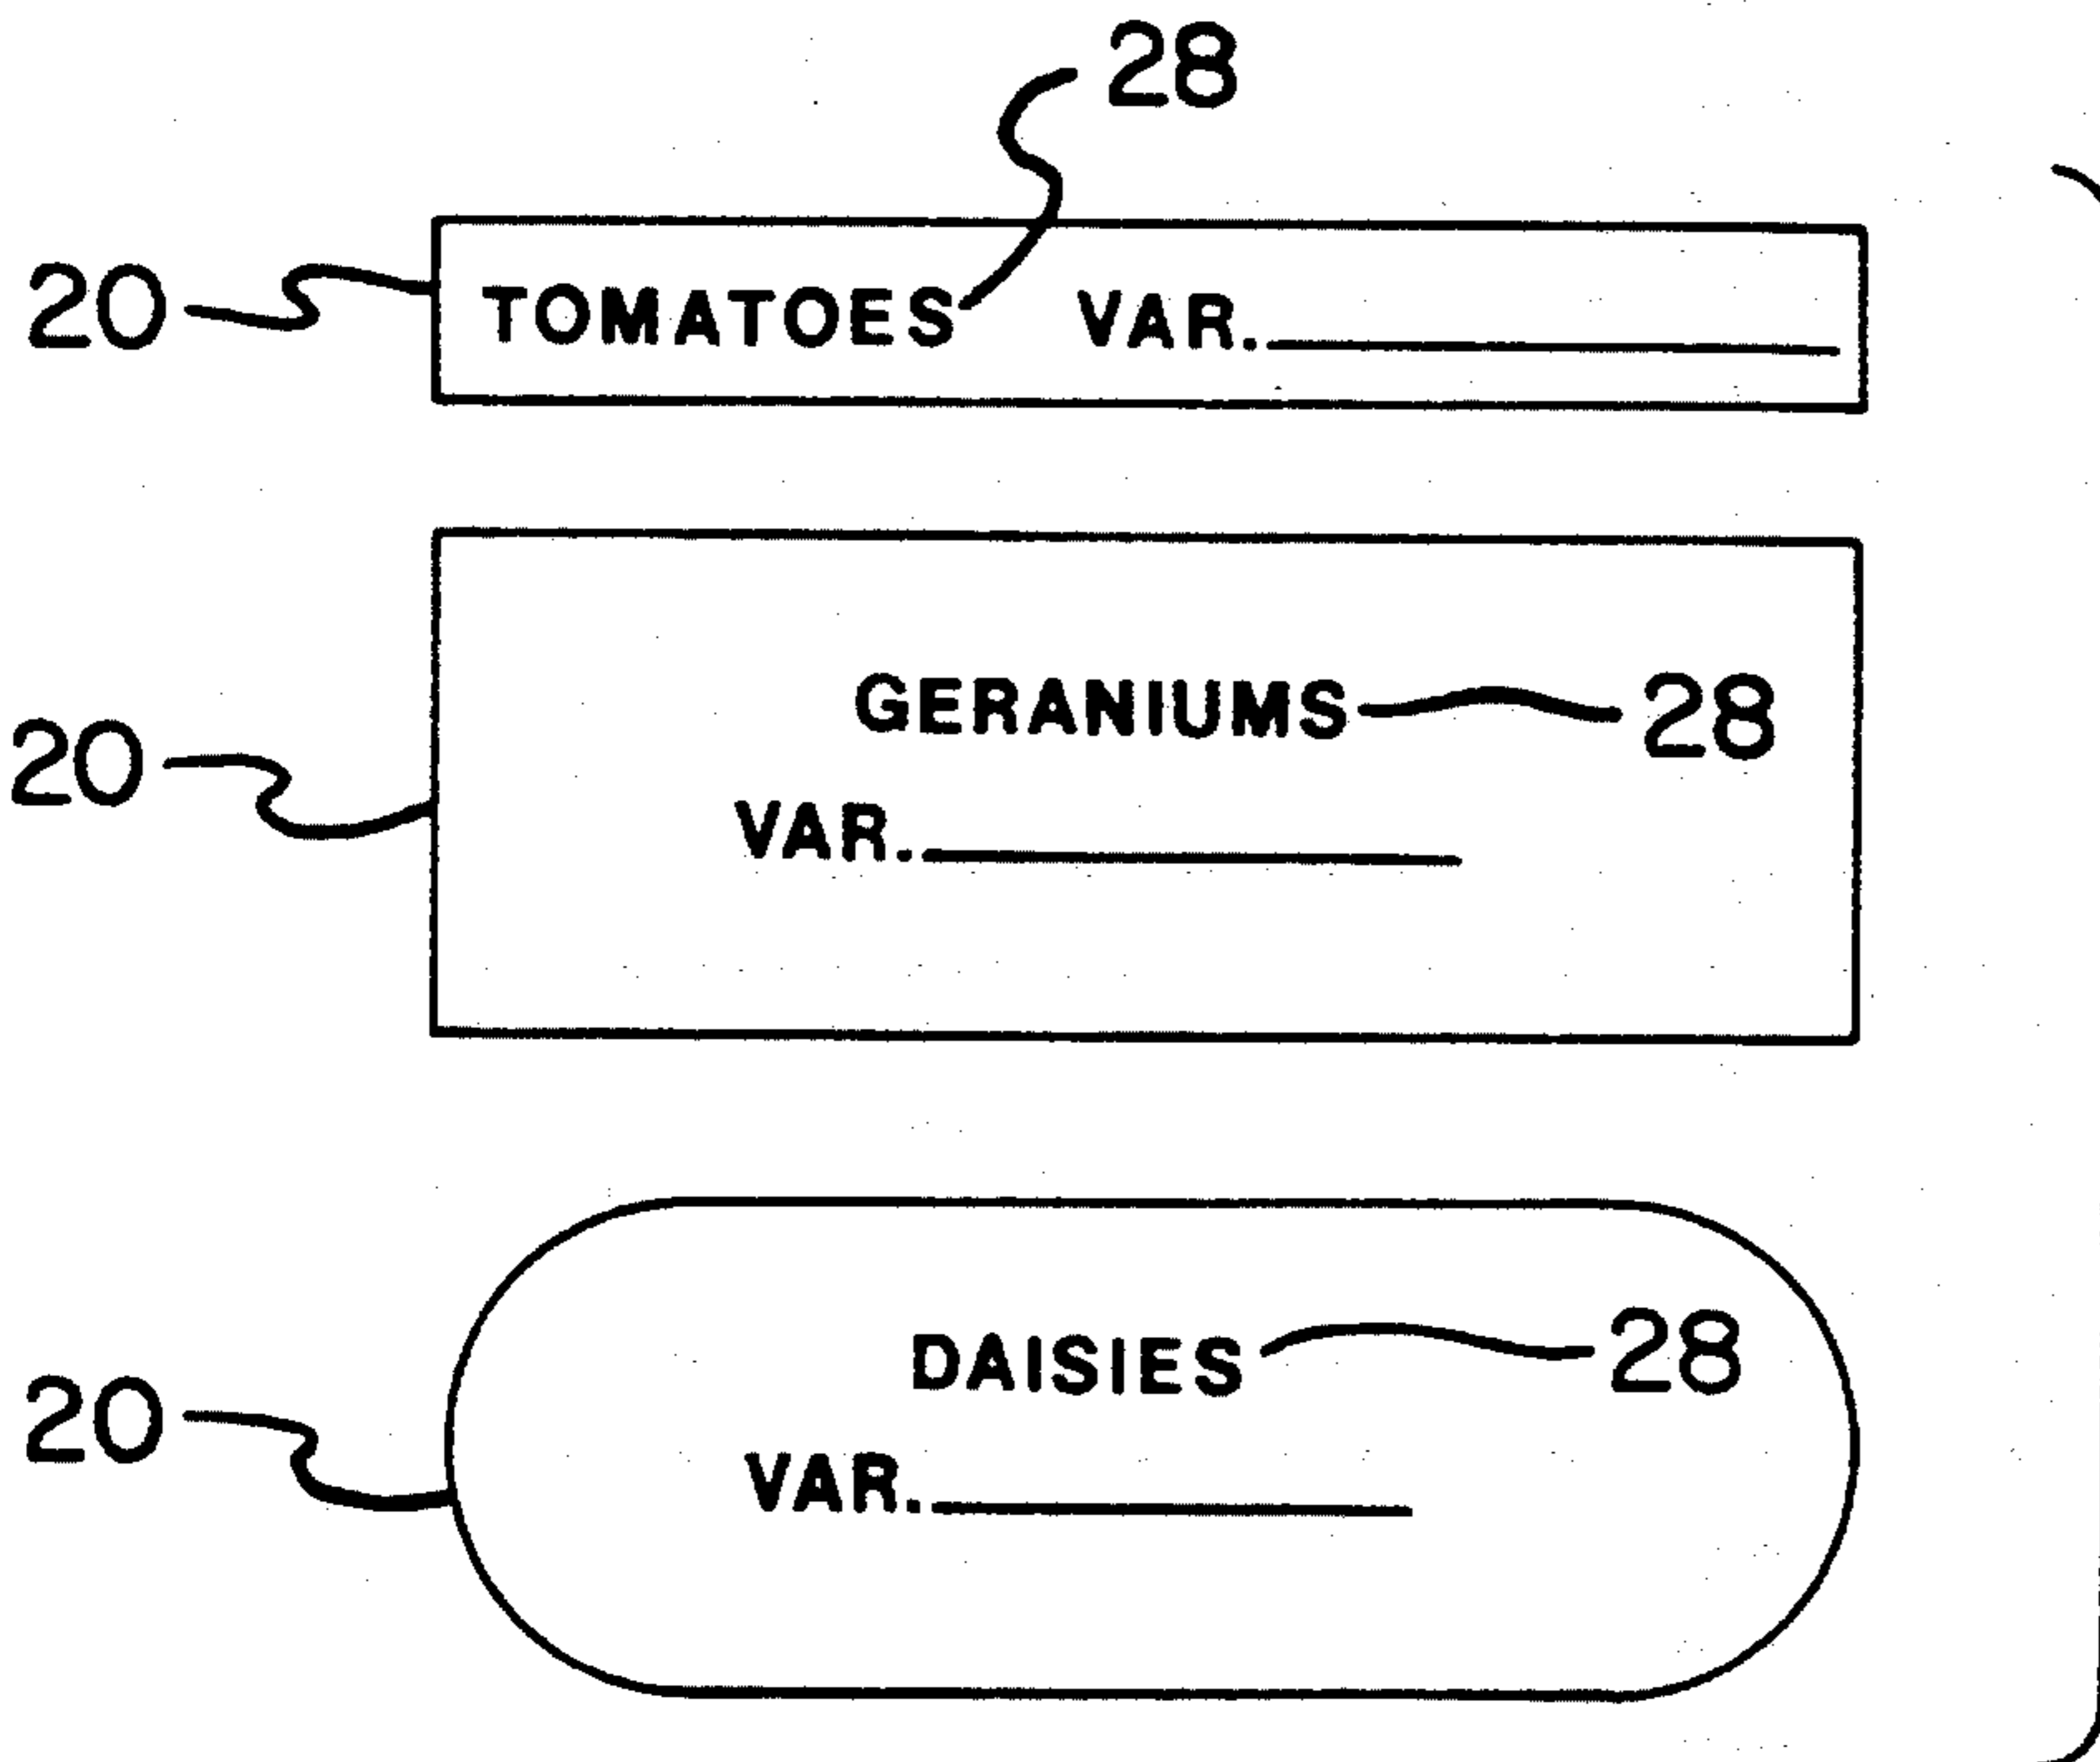 28
20 TOMATOES VAR.
GERANIUMS 28
20
VAR.
DAISIES 28
20
VAR.